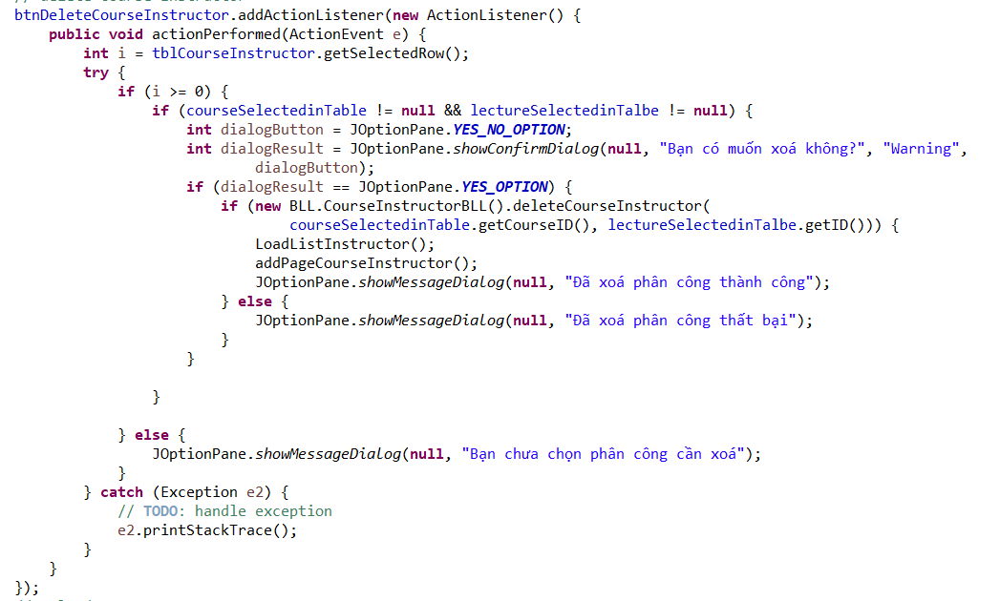 btnDeleteCourseInstructor.addActionListener(new ActionListener() {
public void actionPerformed(ActionEvent e) {
int i = tblCourseInstructor.getSelectedRow();
try {
if (i >= 0) {
if (courseSelectedinTable != null && lectureSelectedinTalbe != null) {
int dialogButton = JOptionPane.YES_NO_OPTION;
int dialogResult = JOptionPane.showConfirmDialog(null, "Bạn có muốn xoá không?", "Warning",
dialogButton);
if (dialogResult == JOptionPane.YES_OPTION) {
if (new BLL.CourseInstructorBLL().deleteCourseInstructor(
courseSelectedinTable.getCourseID(), lectureSelectedinTalbe.getID())) {
LoadListInstructor();
addPageCourseInstructor();
JOptionPane.showMessageDialog(null, "Đã xoá phân công thành công");
} else {
JOptionPane.showMessageDialog(null, "Đã xoá phân công thất bại");
}
}
}
} else {
JOptionPane.showMessageDialog(null, "Bạn chưa chọn phân công cần xoá");
}
} catch (Exception e2) {
// TODO: handle exception
e2.printStackTrace();
}
}
});